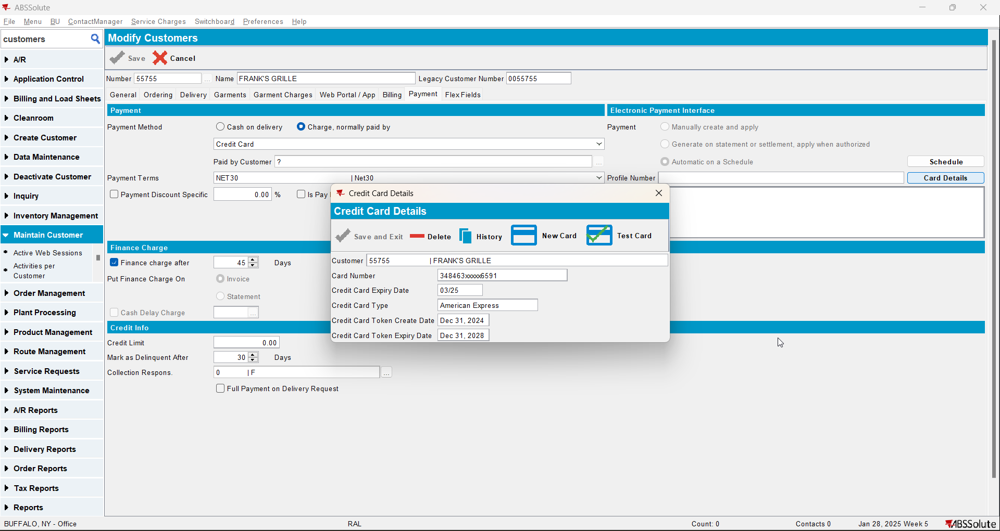 ABSSolute
File Menu BU ContactManager Service Charges Switchboard Preferences Help
customers
Modify Customers
Save Cancel
Number 55755 ... Name FRANK'S GRILLE Legacy Customer Number 0055755
General Ordering Delivery Garments Garment Charges Web Portal / App Billing Payment Flex Fields
A/R
Application Control
Billing and Load Sheets
Cleanroom
Create Customer
Data Maintenance
Deactivate Customer
Inquiry
Inventory Management
Maintain Customer
Active Web Sessions
Activities per
Customer
Order Management
Plant Processing
Product Management
Route Management
Service Requests
System Maintenance
A/R Reports
Billing Reports
Delivery Reports
Order Reports
Tax Reports
Reports
Payment
Payment Method Cash on delivery Charge, normally paid by
Credit Card
Paid by Customer ? ...
Payment Terms NET30 | Net30
Payment Discount Specific 0.00 % Is Pay
Electronic Payment Interface
Payment Manually create and apply
Generate on statement or settlement, apply when authorized
Automatic on a Schedule Schedule
Profile Number Card Details
Finance Charge
Finance charge after 45 Days
Put Finance Charge On Invoice
Statement
Cash Delay Charge ...
Credit Info
Credit Limit 0.00
Mark as Delinquent After 30 Days
Collection Respons. 0 | F ...
Full Payment on Delivery Request
Credit Card Details
Credit Card Details
Save and Exit Delete History New Card Test Card
Customer 55755 | FRANK'S GRILLE
Card Number 348463xxxxx6591
Credit Card Expiry Date 03/25
Credit Card Type American Express
Credit Card Token Create Date Dec 31, 2024
Credit Card Token Expiry Date Dec 31, 2028
BUFFALO, NY - Office RAL Count: 0 Contacts 0 Jan 28, 2025 Week 5 ABSSolute